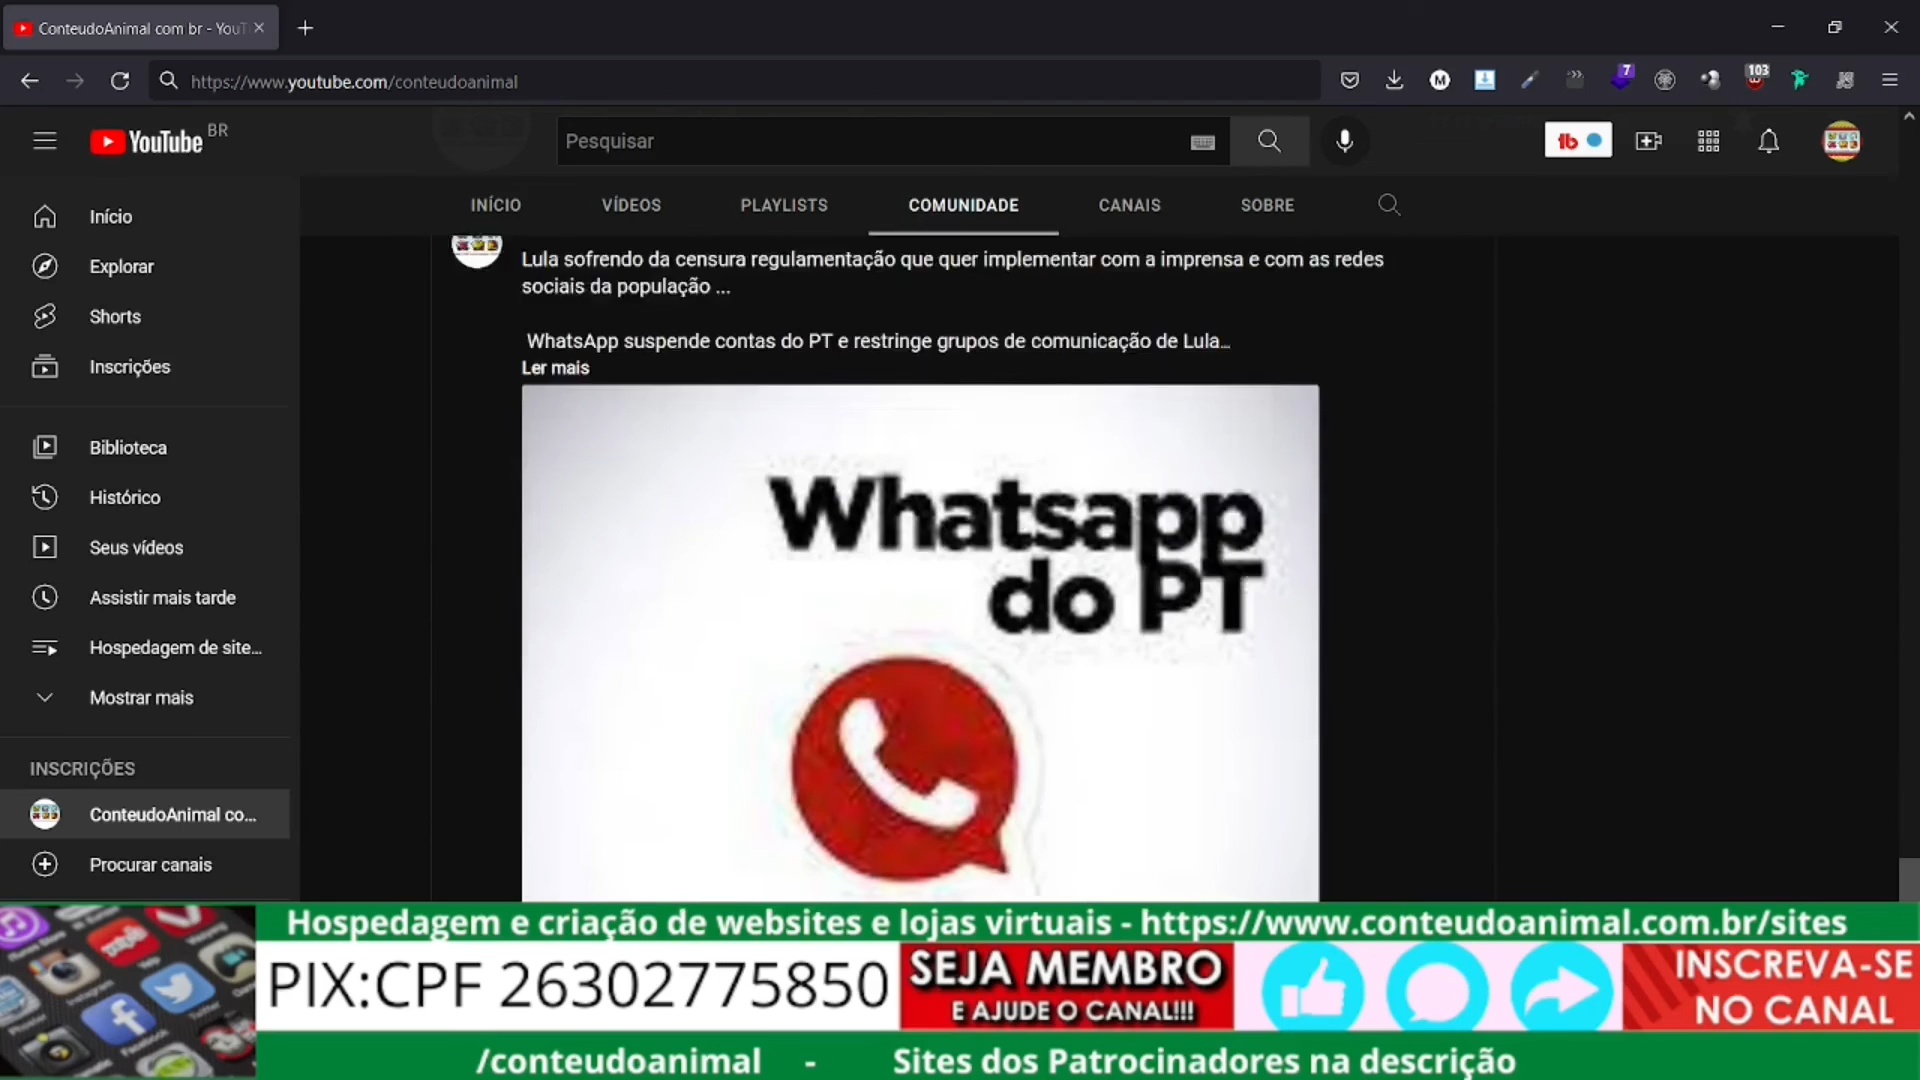 ConteudoAnimal com br - YouT
https://www.youtube.com/conteudoanimal
7
103
YouTube BR
Pesquisar
INÍCIO VÍDEOS PLAYLISTS COMUNIDADE CANAIS SOBRE
Início
Explorar
Shorts
Inscrições
Biblioteca
Histórico
Seus vídeos
Assistir mais tarde
Hospedagem de site...
Mostrar mais
INSCRIÇÕES
ConteudoAnimal co...
Procurar canais
Lula sofrendo da censura regulamentação que quer implementar com a imprensa e com as redes
sociais da população ...
WhatsApp suspende contas do PT e restringe grupos de comunicação de Lula...
Ler mais
Whatsapp
do PT
Hospedagem e criação de websites e lojas virtuais - https://www.conteudoanimal.com.br/sites
PIX:CPF 26302775850
SEJA MEMBRO
E AJUDE O CANAL!!!
INSCREVA-SE
NO CANAL
/conteudoanimal - Sites dos Patrocinadores na descrição